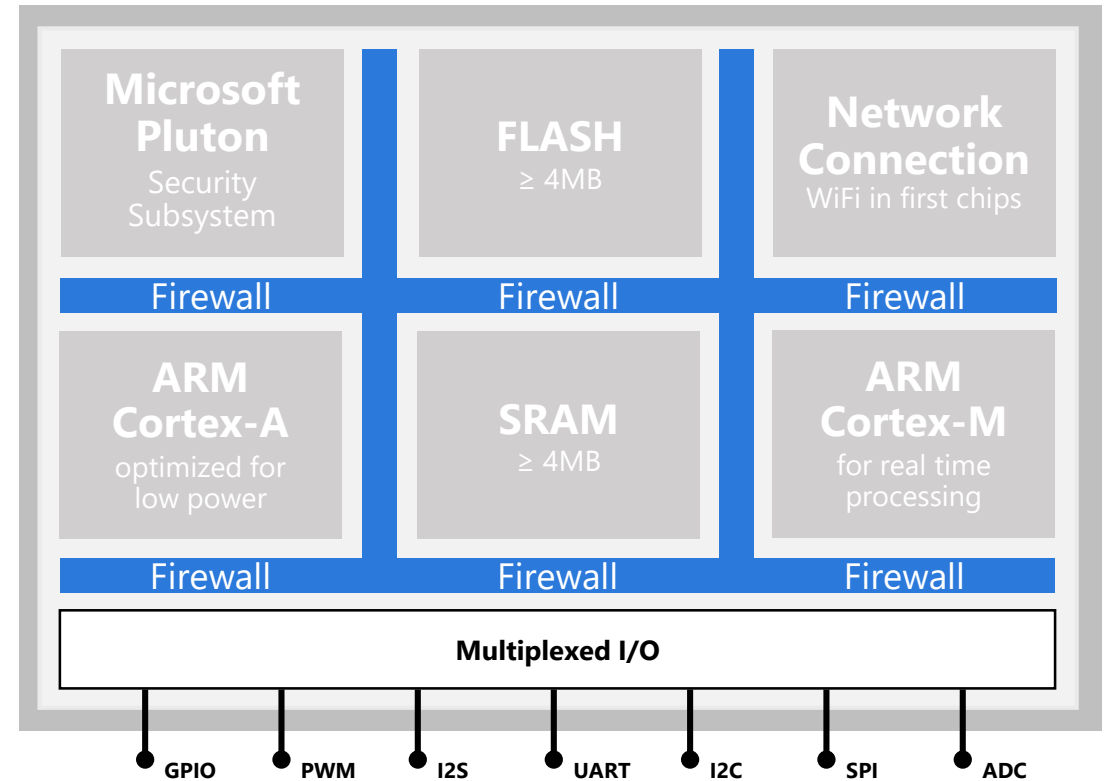 Microsoft
Pluton
Security
Subsystem
FLASH
≥ 4MB
Network
Connection
WiFi in first chips
Firewall
Firewall
Firewall
ARM
Cortex-A
optimized for
low power
SRAM
≥ 4MB
ARM
Cortex-M
for real time
processing
Firewall
Firewall
Firewall
Multiplexed I/O
GPIO
PWM
I2S
UART
I2C
SPI
ADC